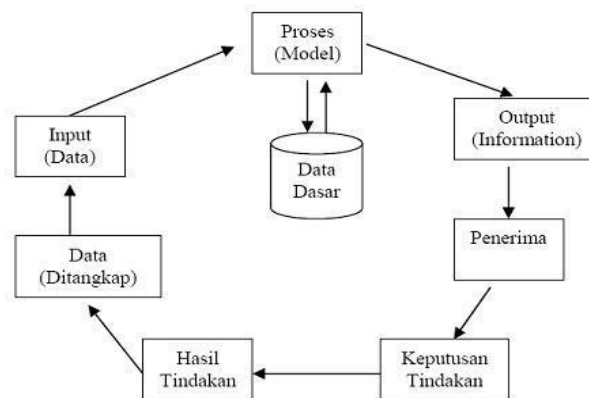 Proses
(Model)
Input
(Data)
Output
(Information)
Data
Dasar
Data
(Ditangkap)
Penerima
Hasil
Tindakan
Keputusan
Tindakan